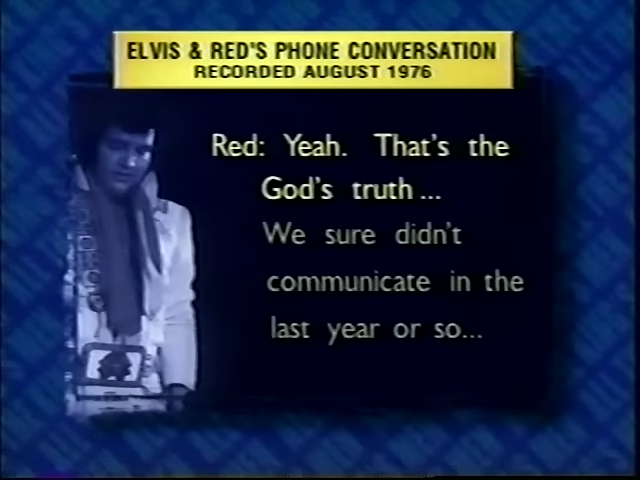 ELVIS & RED'S PHONE CONVERSATION
RECORDED AUGUST 1976
Red: Yeah. That's the
God's truth...
We sure didn't
communicate in the
last year or so...